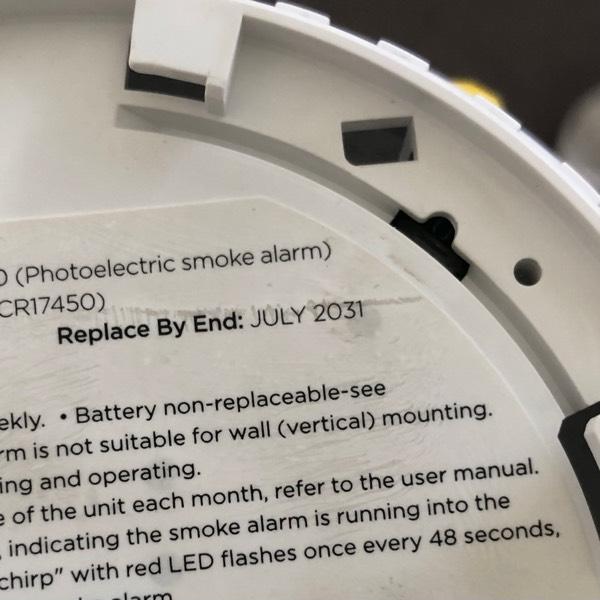 (Photoelectric smoke alarm)
CR17450)
Replace By End: JULY 2031
ekly. • Battery non-replaceable-see
rm is not suitable for wall (vertical) mounting.
ing and operating.
e of the unit each month, refer to the user manual.
, indicating the smoke alarm is running into the
chirp" with red LED flashes once every 48 seconds,
alarm